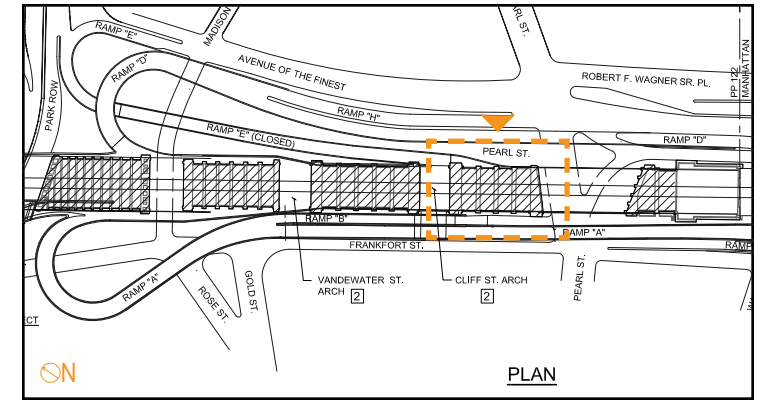 RAMP "E"
MADISON
PEARL ST.
RAMP "D"
AVENUE OF THE FINEST
ROBERT F. WAGNER SR. PL.
PP 122
MANHATTAN
PARK ROW
RAMP "H"
RAMP "E" (CLOSED)
RAMP "D"
PEARL ST.
RAMP "B"
RAMP "A"
FRANKFORT ST.
RAMP
RAMP "A"
ROSE ST.
GOLD ST.
VANDEWATER ST.
ARCH 2
CLIFF ST. ARCH
2
PEARL ST.
N
PLAN